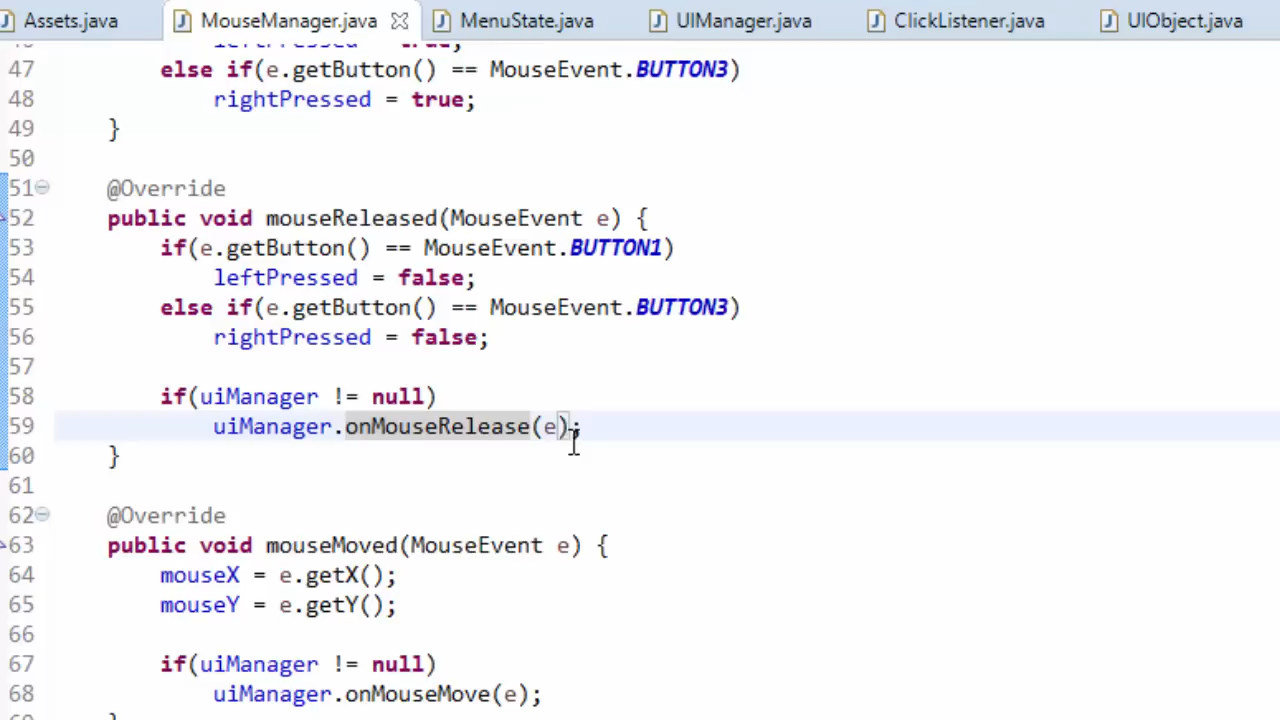 Assets.java MouseManager.java MenuState.java UIManager.java ClickListener.java UIObject.java
47 else if(e.getButton() == MouseEvent.BUTTON3)
48 rightPressed = true;
49 }
50
51 @Override
52 public void mouseReleased(MouseEvent e) {
53 if(e.getButton() == MouseEvent.BUTTON1)
54 leftPressed = false;
55 else if(e.getButton() == MouseEvent.BUTTON3)
56 rightPressed = false;
57
58 if(uiManager != null)
59 uiManager.onMouseRelease(e);
60 }
61
62 @Override
63 public void mouseMoved(MouseEvent e) {
64 mouseX = e.getX();
65 mouseY = e.getY();
66
67 if(uiManager != null)
68 uiManager.onMouseMove(e);